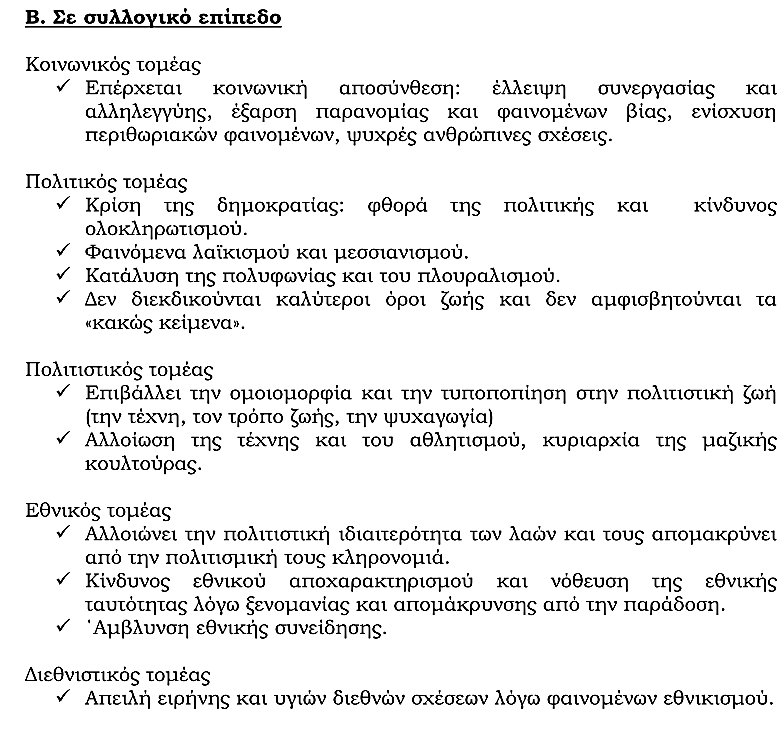 Β. Σε συλλογικό επίπεδο
Κοινωνικός τομέας
✓ Επέρχεται κοινωνική αποσύνθεση: έλλειψη συνεργασίας και
αλληλεγγύης, έξαρση παρανομίας και φαινομένων βίας, ενίσχυση
περιθωριακών φαινομένων, ψυχρές ανθρώπινες σχέσεις.
Πολιτικός τομέας
✓ Κρίση της δημοκρατίας: φθορά της πολιτικής και κίνδυνος
ολοκληρωτισμού.
✓ Φαινόμενα λαϊκισμού και μεσσιανισμού.
✓ Κατάλυση της πολυφωνίας και του πλουραλισμού.
✓ Δεν διεκδικούνται καλύτεροι όροι ζωής και δεν αμφισβητούνται τα
«κακώς κείμενα».
Πολιτιστικός τομέας
✓ Επιβάλλει την ομοιομορφία και την τυποποπίηση στην πολιτιστική ζωή
(την τέχνη, τον τρόπο ζωής, την ψυχαγωγία)
✓ Αλλοίωση της τέχνης και του αθλητισμού, κυριαρχία της μαζικής
κουλτούρας.
Εθνικός τομέας
✓ Αλλοιώνει την πολιτιστική ιδιαιτερότητα των λαών και τους απομακρύνει
από την πολιτισμική τους κληρονομιά.
✓ Κίνδυνος εθνικού αποχαρακτηρισμού και νόθευση της εθνικής
ταυτότητας λόγω ξενομανίας και απομάκρυνσης από την παράδοση.
✓ ΄Αμβλυνση εθνικής συνείδησης.
Διεθνιστικός τομέας
✓ Απειλή ειρήνης και υγιών διεθνών σχέσεων λόγω φαινομένων εθνικισμού.